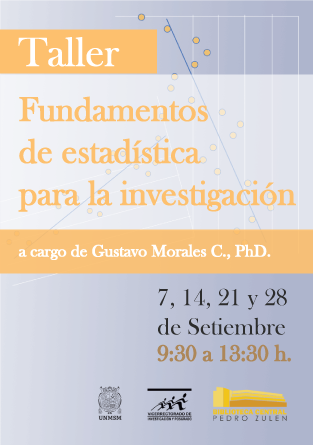 Taller
Fundamentos
de estadística
para la investigación
a cargo de Gustavo Morales C., PhD.
7, 14, 21 y 28
de Setiembre
9:30 a 13:30 h.
UNMSM
VICERRECTORADO DE
INVESTIGACIÓN Y POSGRADO
PEDRO ZULEN